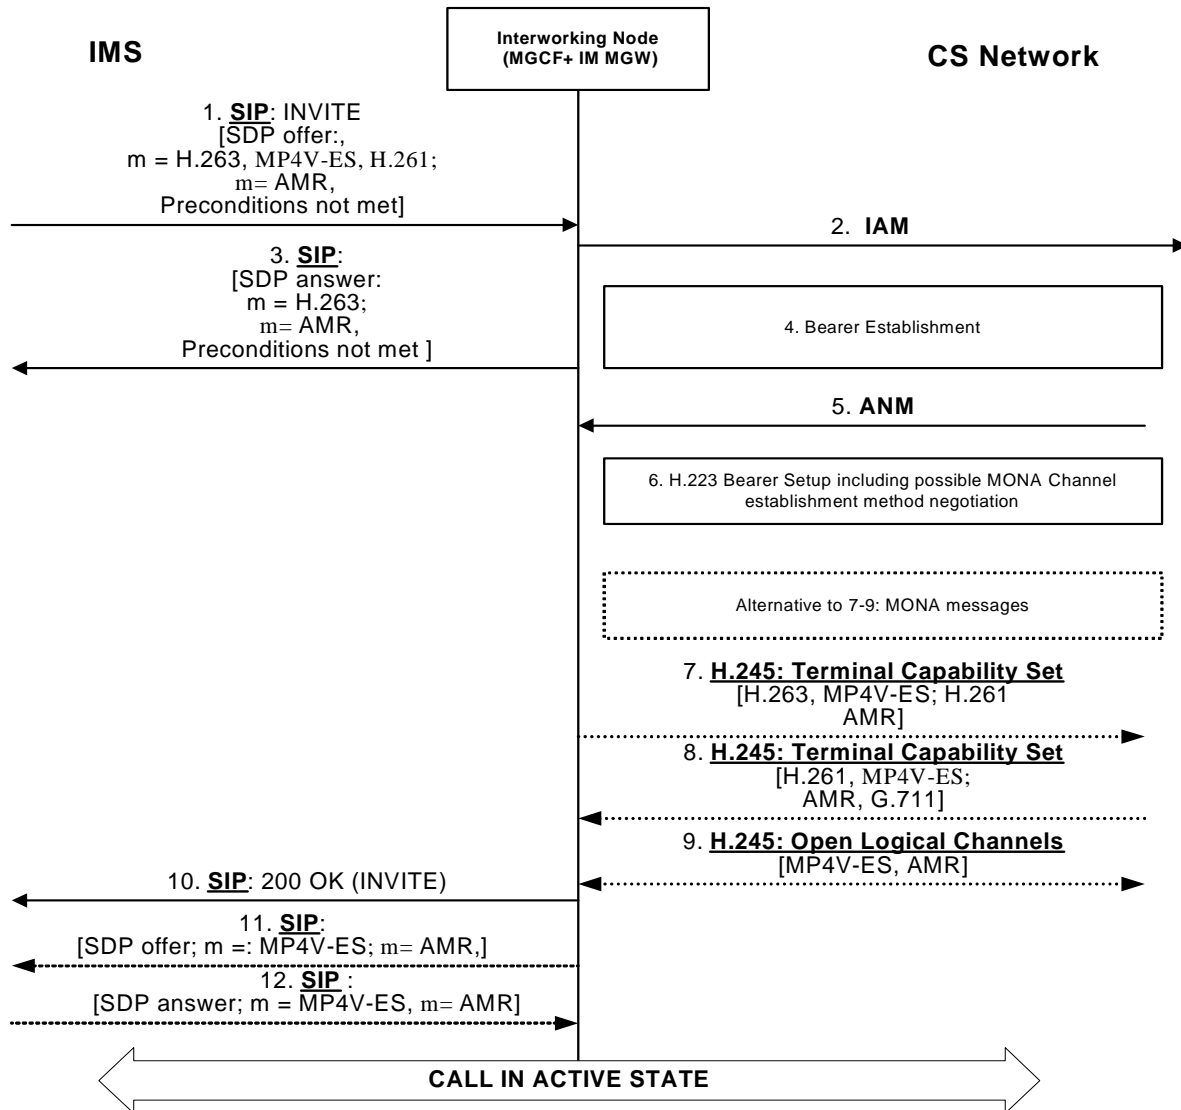 IMS
Interworking Node
(MGCF+ IM MGW)
CS Network
1. SIP: INVITE
[SDP offer:,
m = H.263, MP4V-ES, H.261;
m= AMR,
Preconditions not met]
2. IAM
3. SIP:
[SDP answer:
m = H.263;
m= AMR,
Preconditions not met ]
4. Bearer Establishment
5. ANM
6. H.223 Bearer Setup including possible MONA Channel
establishment method negotiation
Alternative to 7-9: MONA messages
7. H.245: Terminal Capability Set
[H.263, MP4V-ES; H.261
AMR]
8. H.245: Terminal Capability Set
[H.261, MP4V-ES;
AMR, G.711]
9. H.245: Open Logical Channels
[MP4V-ES, AMR]
10. SIP: 200 OK (INVITE)
11. SIP:
[SDP offer; m =: MP4V-ES; m= AMR,]
12. SIP :
[SDP answer; m = MP4V-ES, m= AMR]
CALL IN ACTIVE STATE